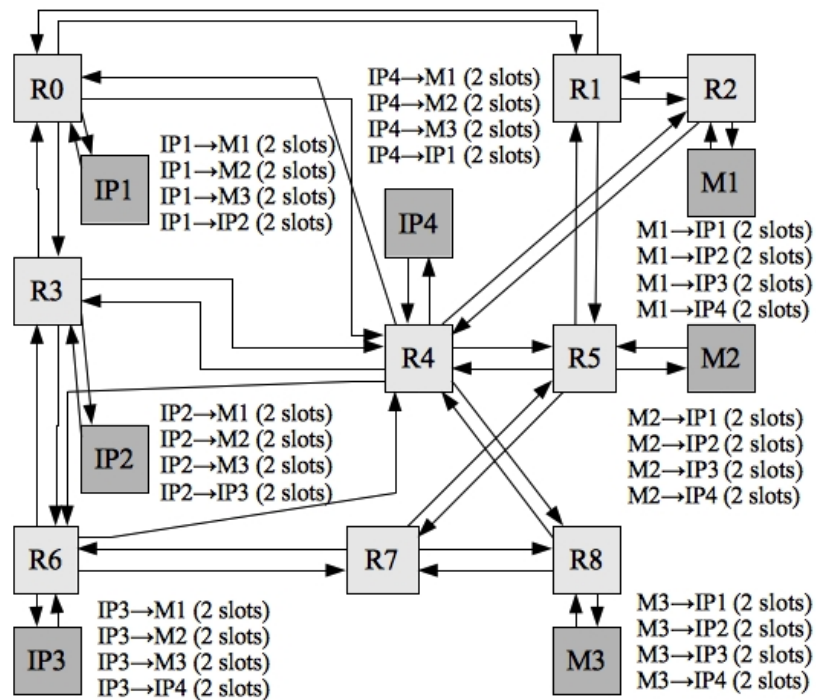 IP4→M1 (2 slots)
IP4→M2 (2 slots)
IP4→M3 (2 slots)
IP4→IP1 (2 slots)
R0
R1
R2
IP1→M1 (2 slots)
IP1→M2 (2 slots)
IP1→M3 (2 slots)
IP1→IP2 (2 slots)
IP1
M1
IP4
M1→IP1 (2 slots)
M1→IP2 (2 slots)
M1→IP3 (2 slots)
M1→IP4 (2 slots)
R3
R4
R5
M2
IP2→M1 (2 slots)
IP2→M2 (2 slots)
IP2→M3 (2 slots)
IP2→IP3 (2 slots)
IP2
M2→IP1 (2 slots)
M2→IP2 (2 slots)
M2→IP3 (2 slots)
M2→IP4 (2 slots)
R6
R7
R8
IP3→M1 (2 slots)
IP3→M2 (2 slots)
IP3→M3 (2 slots)
IP3→IP4 (2 slots)
IP3
M3
M3→IP1 (2 slots)
M3→IP2 (2 slots)
M3→IP3 (2 slots)
M3→IP4 (2 slots)